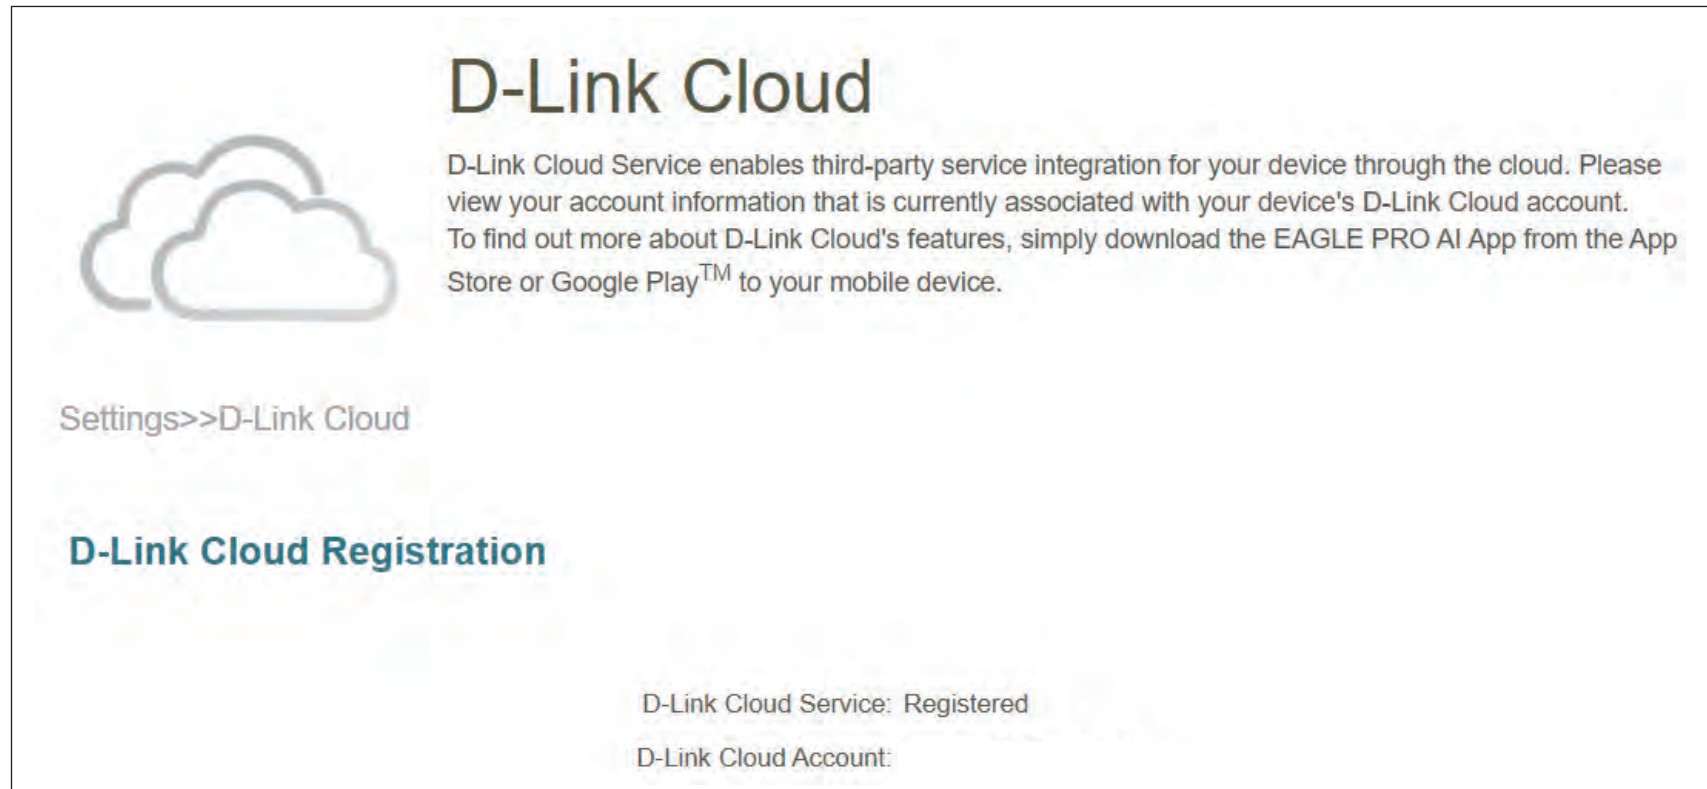 D-Link Cloud
D-Link Cloud Service enables third-party service integration for your device through the cloud. Please
view your account information that is currently associated with your device's D-Link Cloud account.
To find out more about D-Link Cloud's features, simply download the EAGLE PRO AI App from the App
Store or Google Play™ to your mobile device.
Settings>>D-Link Cloud
D-Link Cloud Registration
D-Link Cloud Service: Registered
D-Link Cloud Account: